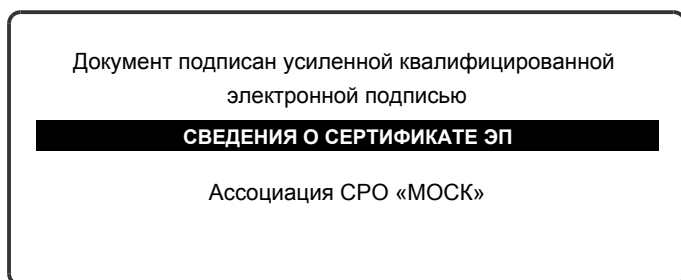 Документ подписан усиленной квалифицированной
электронной подписью
СВЕДЕНИЯ О СЕРТИФИКАТЕ ЭП
Ассоциация СРО «МОСК»